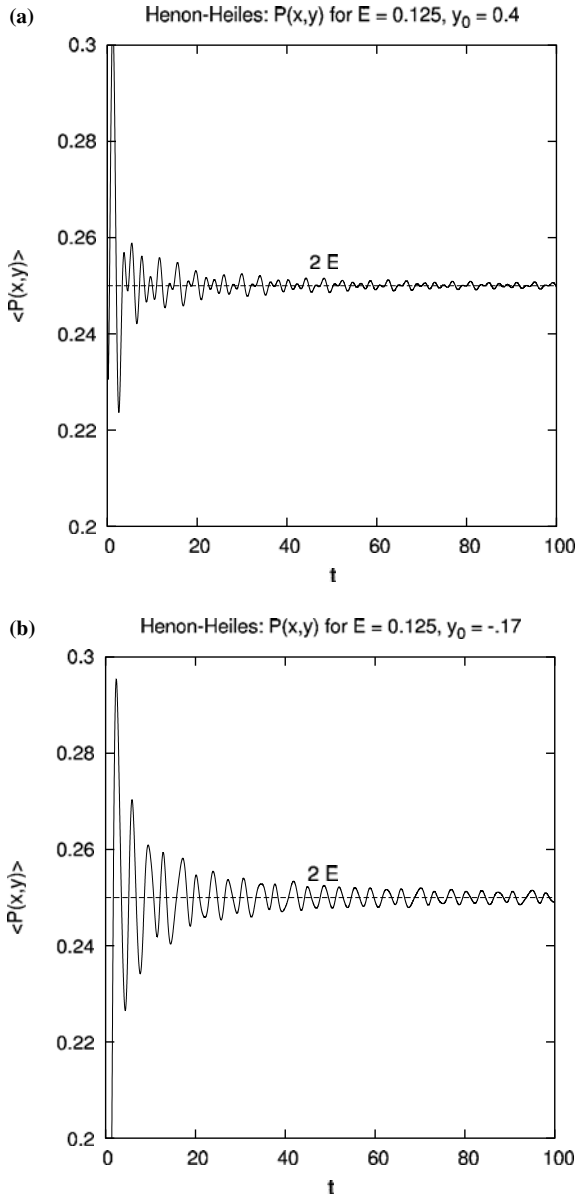 (a) Henon-Heiles: P(x,y) for E = 0.125, y0 = 0.4
0.3
0.28
0.26
2 E
<P(x,y)>
0.24
0.22
0.2
0 20 40 60 80 100
t
(b) Henon-Heiles: P(x,y) for E = 0.125, y0 = -.17
0.3
0.28
0.26
2 E
<P(x,y)>
0.24
0.22
0.2
0 20 40 60 80 100
t